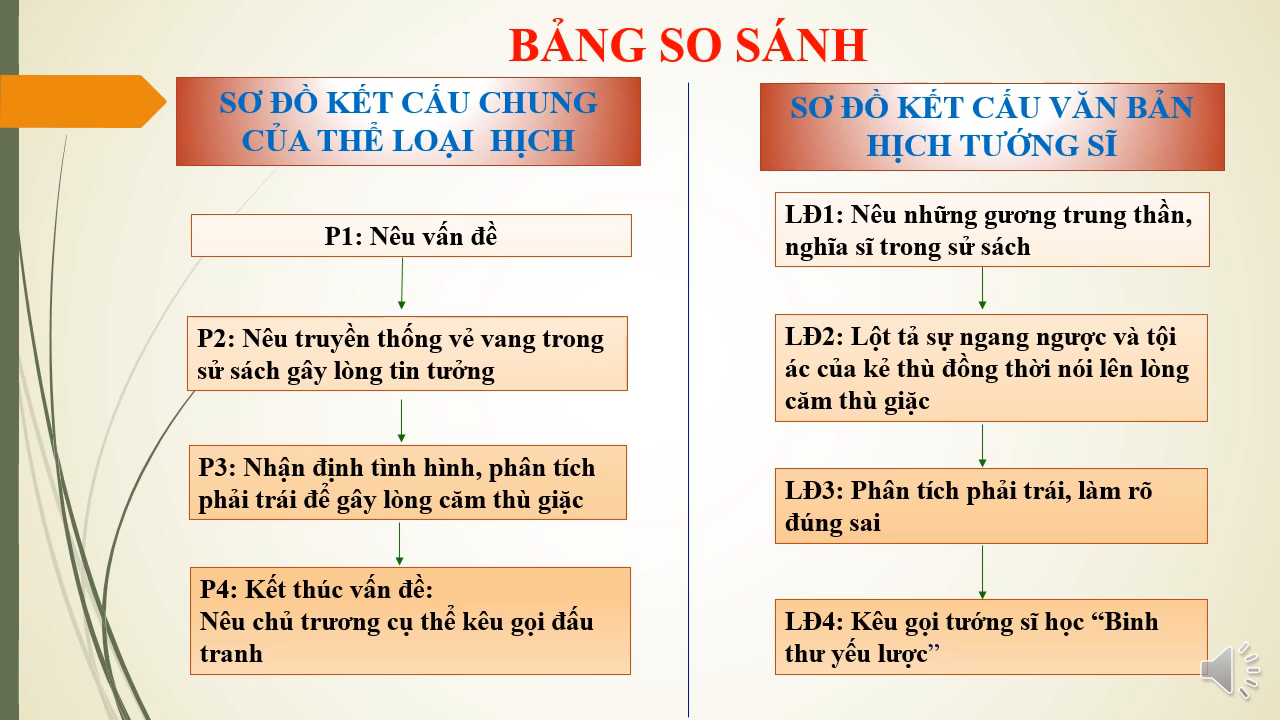 BẢNG SO SÁNH
SƠ ĐỒ KẾT CẤU CHUNG
CỦA THỂ LOẠI HỊCH
P1: Nêu vấn đề
P2: Nêu truyền thống vẻ vang trong
sử sách gây lòng tin tưởng
P3: Nhận định tình hình, phân tích
phải trái để gây lòng căm thù giặc
P4: Kết thúc vấn đề:
Nêu chủ trương cụ thể kêu gọi đấu
tranh
SƠ ĐỒ KẾT CẤU VĂN BẢN
HỊCH TƯỚNG SĨ
LĐ1: Nêu những gương trung thần,
nghĩa sĩ trong sử sách
LĐ2: Lột tả sự ngang ngược và tội
ác của kẻ thù đồng thời nói lên lòng
căm thù giặc
LĐ3: Phân tích phải trái, làm rõ
đúng sai
LĐ4: Kêu gọi tướng sĩ học “Binh
thư yếu lược”